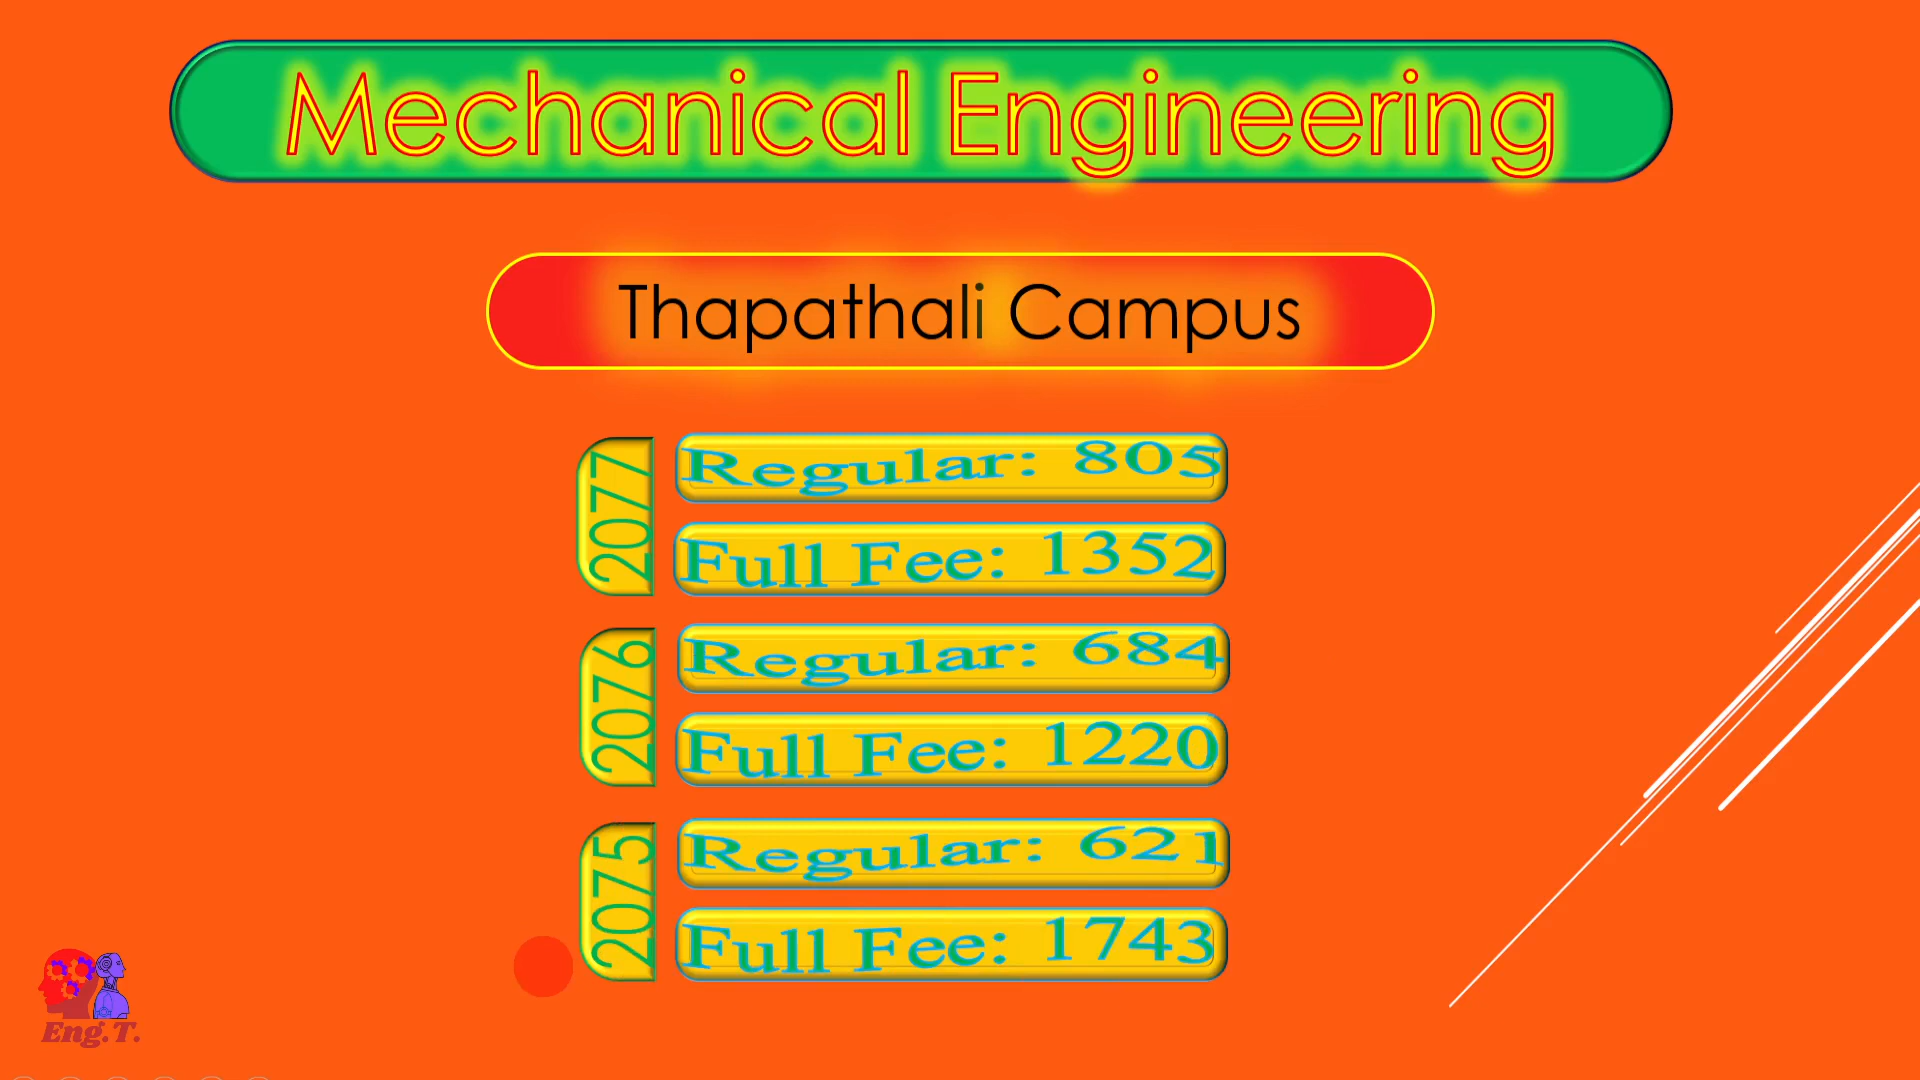 Mechanical Engineering
Thapathali Campus
2077
Regular: 805
Full Fee: 1352
2076
Regular: 684
Full Fee: 1220
2075
Regular: 621
Full Fee: 1743
Eng.T.